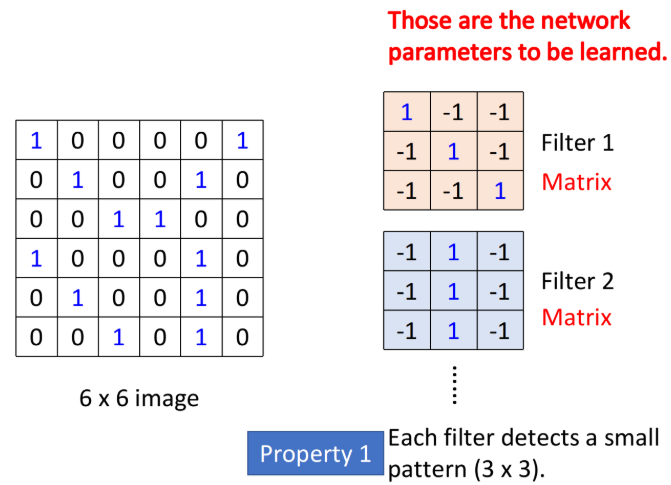 Those are the network
parameters to be learned.
1 0 0 0 0 1
0 1 0 0 1 0
0 0 1 1 0 0
1 0 0 0 1 0
0 1 0 0 1 0
0 0 1 0 1 0
6 x 6 image
1 -1 -1
-1 1 -1
-1 -1 1
Filter 1
Matrix
-1 1 -1
-1 1 -1
-1 1 -1
Filter 2
Matrix
......
Property 1
Each filter detects a small
pattern (3 x 3).